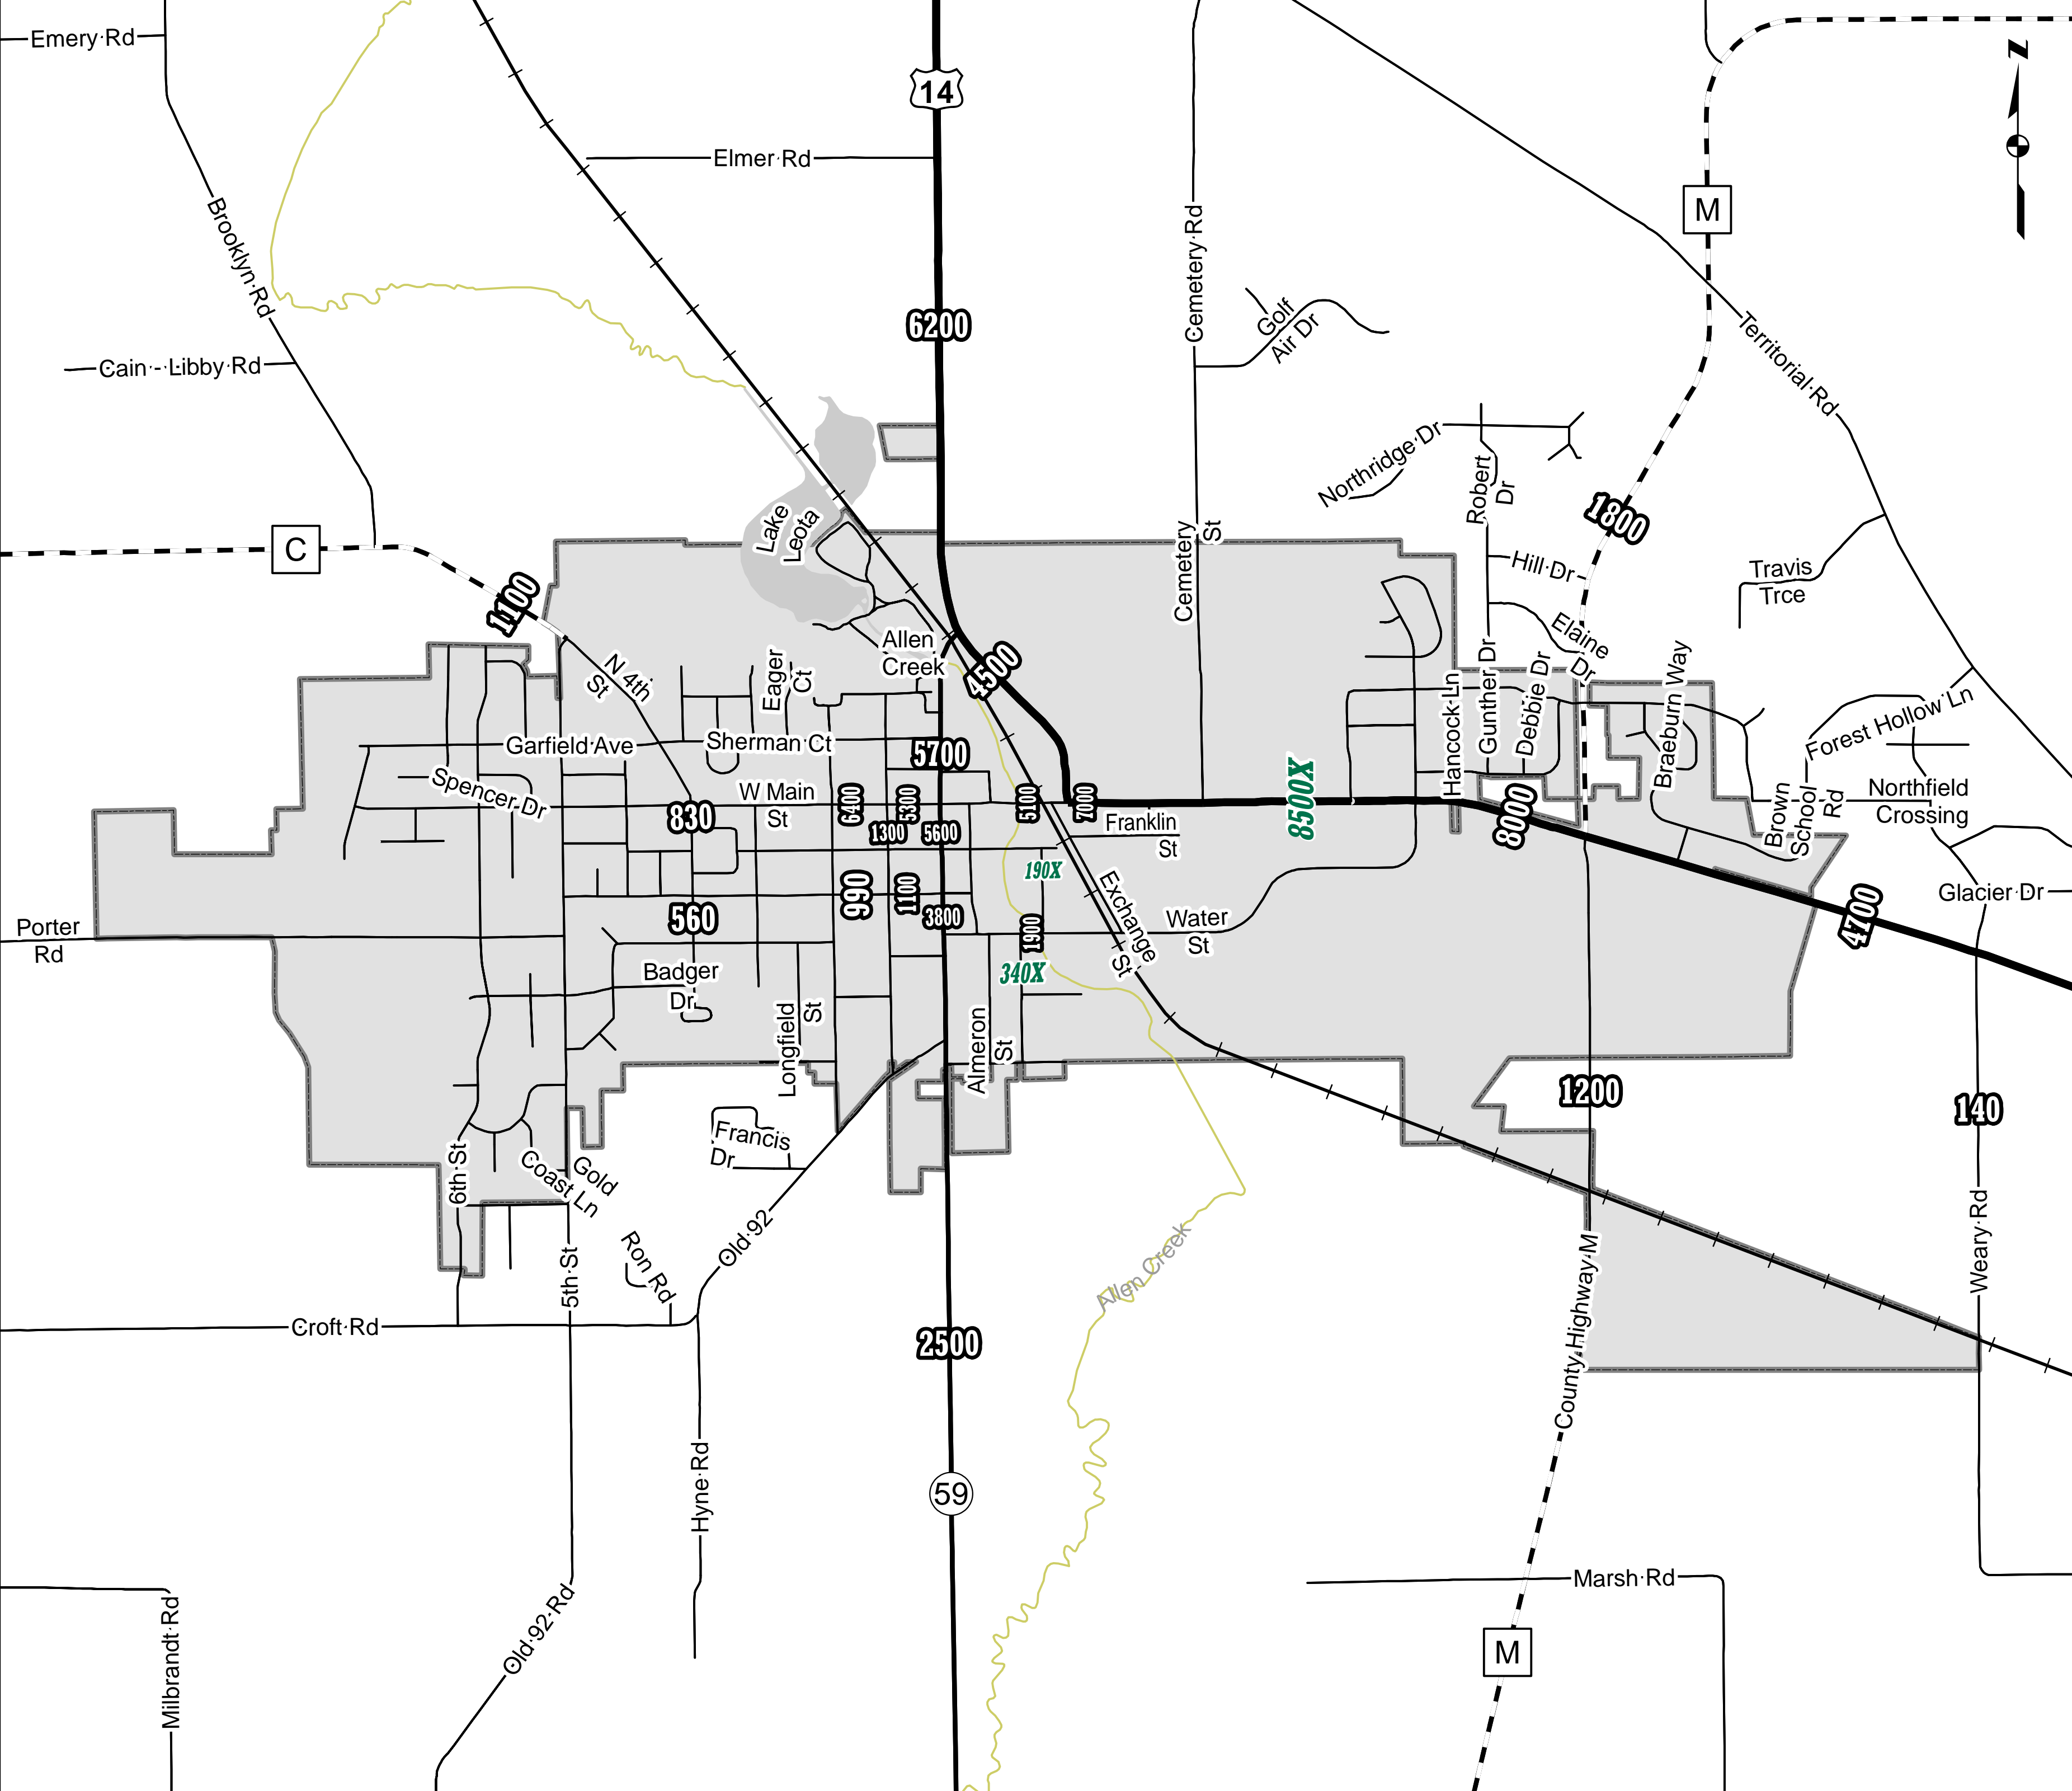 Emery Rd
Z
14
Elmer Rd
M
Brooklyn Rd
Cemetery Rd
6200
Golf
Air Dr
Territorial Rd
Cain - Libby Rd
Northridge Dr
Robert
Dr
1800
Lake
Leota
Cemetery
St
C
Hill Dr
Travis
Trce
1100
Allen
Creek
Elaine
Dr
N 4th
St
Eager
Ct
4500
Hancock Ln
Gunther Dr
Debbie Dr
Braeburn Way
Forest Hollow Ln
Garfield Ave
Sherman Ct
5700
Spencer Dr
W Main
St
830
6400
5300
5100
7000
8500X
8000
Northfield
Crossing
Brown
School
Rd
1300
5600
Franklin
St
190X
Exchange
St
990
1100
560
3800
1900
Water
St
4700
Glacier Dr
Porter
Rd
Badger
Dr
340X
Longfield
St
Almeron
St
1200
140
Francis
Dr
6th St
Gold
Coast Ln
Old 92
Ron Rd
5th St
Allen Creek
County Highway M
Weary Rd
Croft Rd
2500
Hyne Rd
59
Marsh Rd
Milbrandt Rd
Old 92 Rd
M